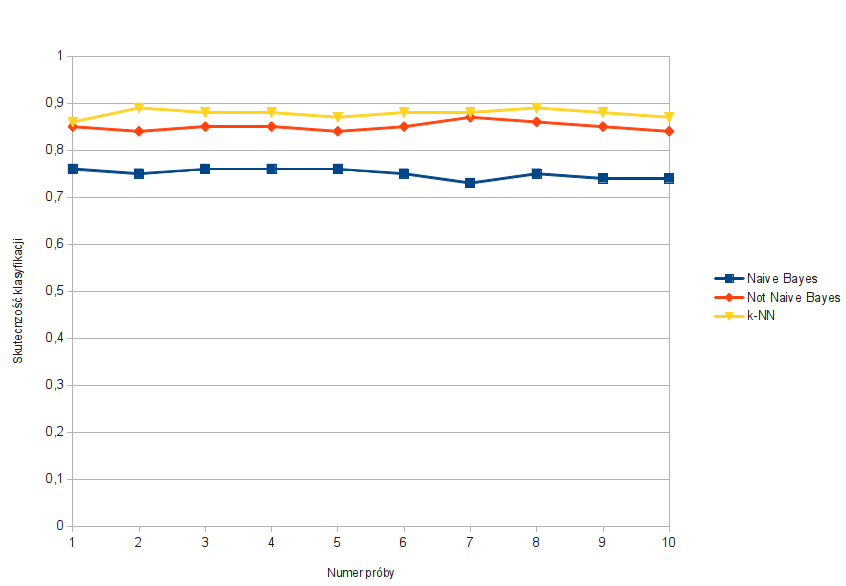 1
0,9
0,8
0,7
0,6
0,5
0,4
0,3
0,2
0,1
0
Skutecnzość klasyfikacji
1 2 3 4 5 6 7 8 9 10
Numer próby
Naive Bayes
Not Naive Bayes
k-NN